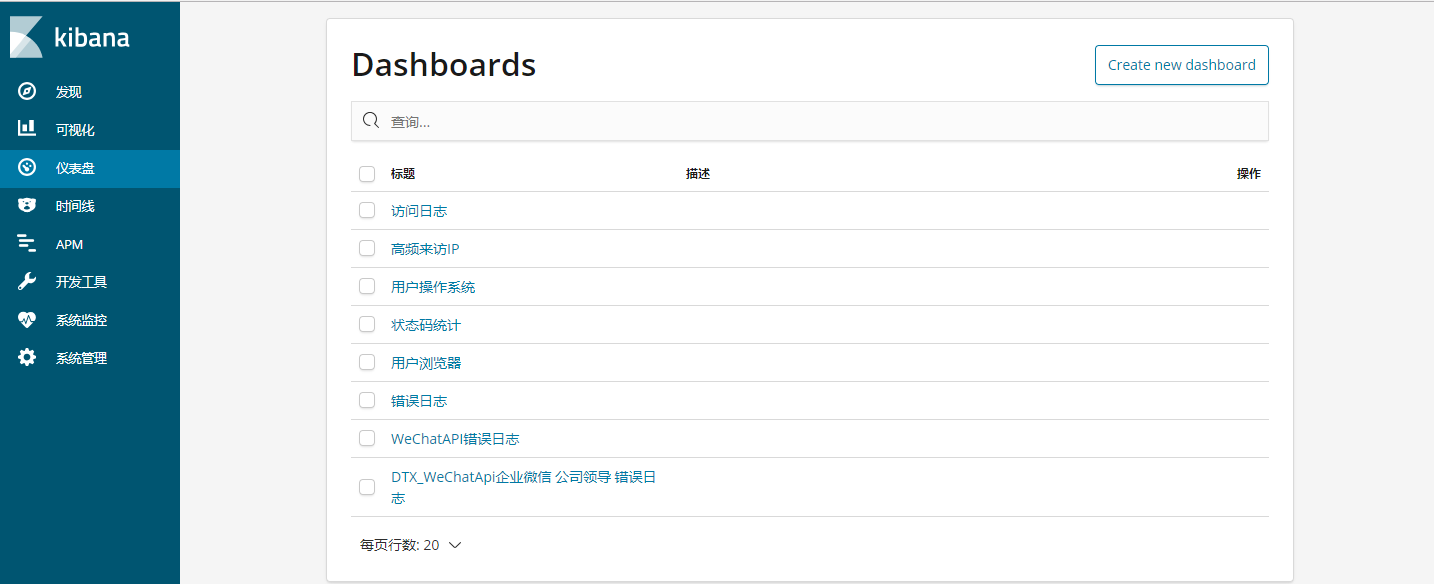 kibana
发现
可视化
仪表盘
时间线
APM
开发工具
系统监控
系统管理
Dashboards
Create new dashboard
查询...
标题 描述 操作
访问日志
高频来访IP
用户操作系统
状态码统计
用户浏览器
错误日志
WeChatAPI错误日志
DTX_WeChatApi企业微信 公司领导 错误日
志
每页行数: 20